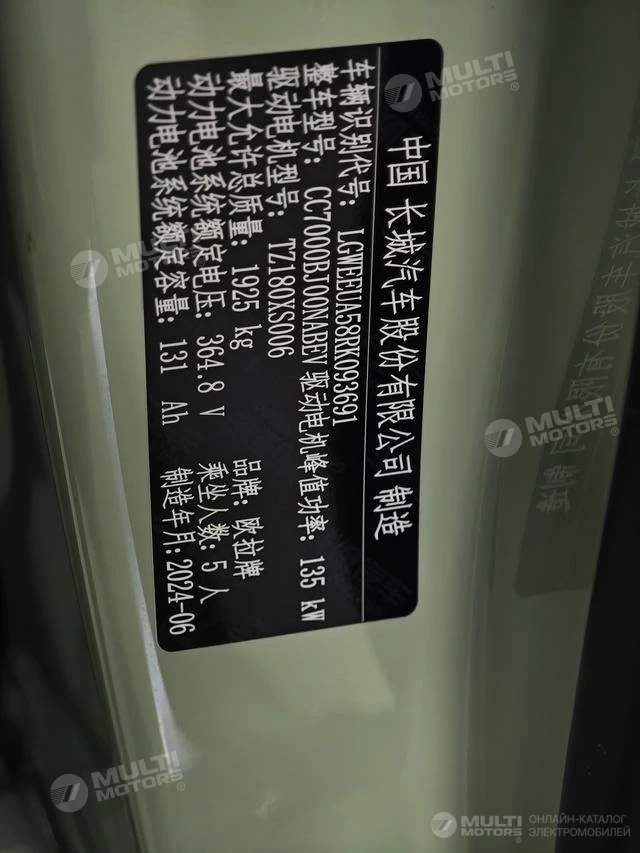 中国 长城汽车股份有限公司 制造
车辆识别代号: LGWEEUA58RK093691
整车型号: CC7000BJ00NABEV 驱动电机峰值功率: 135 kW
驱动电机型号: TZ180XS006
最大允许总质量: 1925 kg 品牌: 欧拉牌
动力电池系统额定电压: 364.8 V 乘坐人数: 5 人
动力电池系统额定容量: 131 Ah 制造年月: 2024-06
MULTI MOTORS®
MULTI MOTORS®
MULTI MOTORS®
MULTI MOTORS®
MULTI MOTORS®
ОНЛАЙН-КАТАЛОГ
ЭЛЕКТРОМОБИЛЕЙ